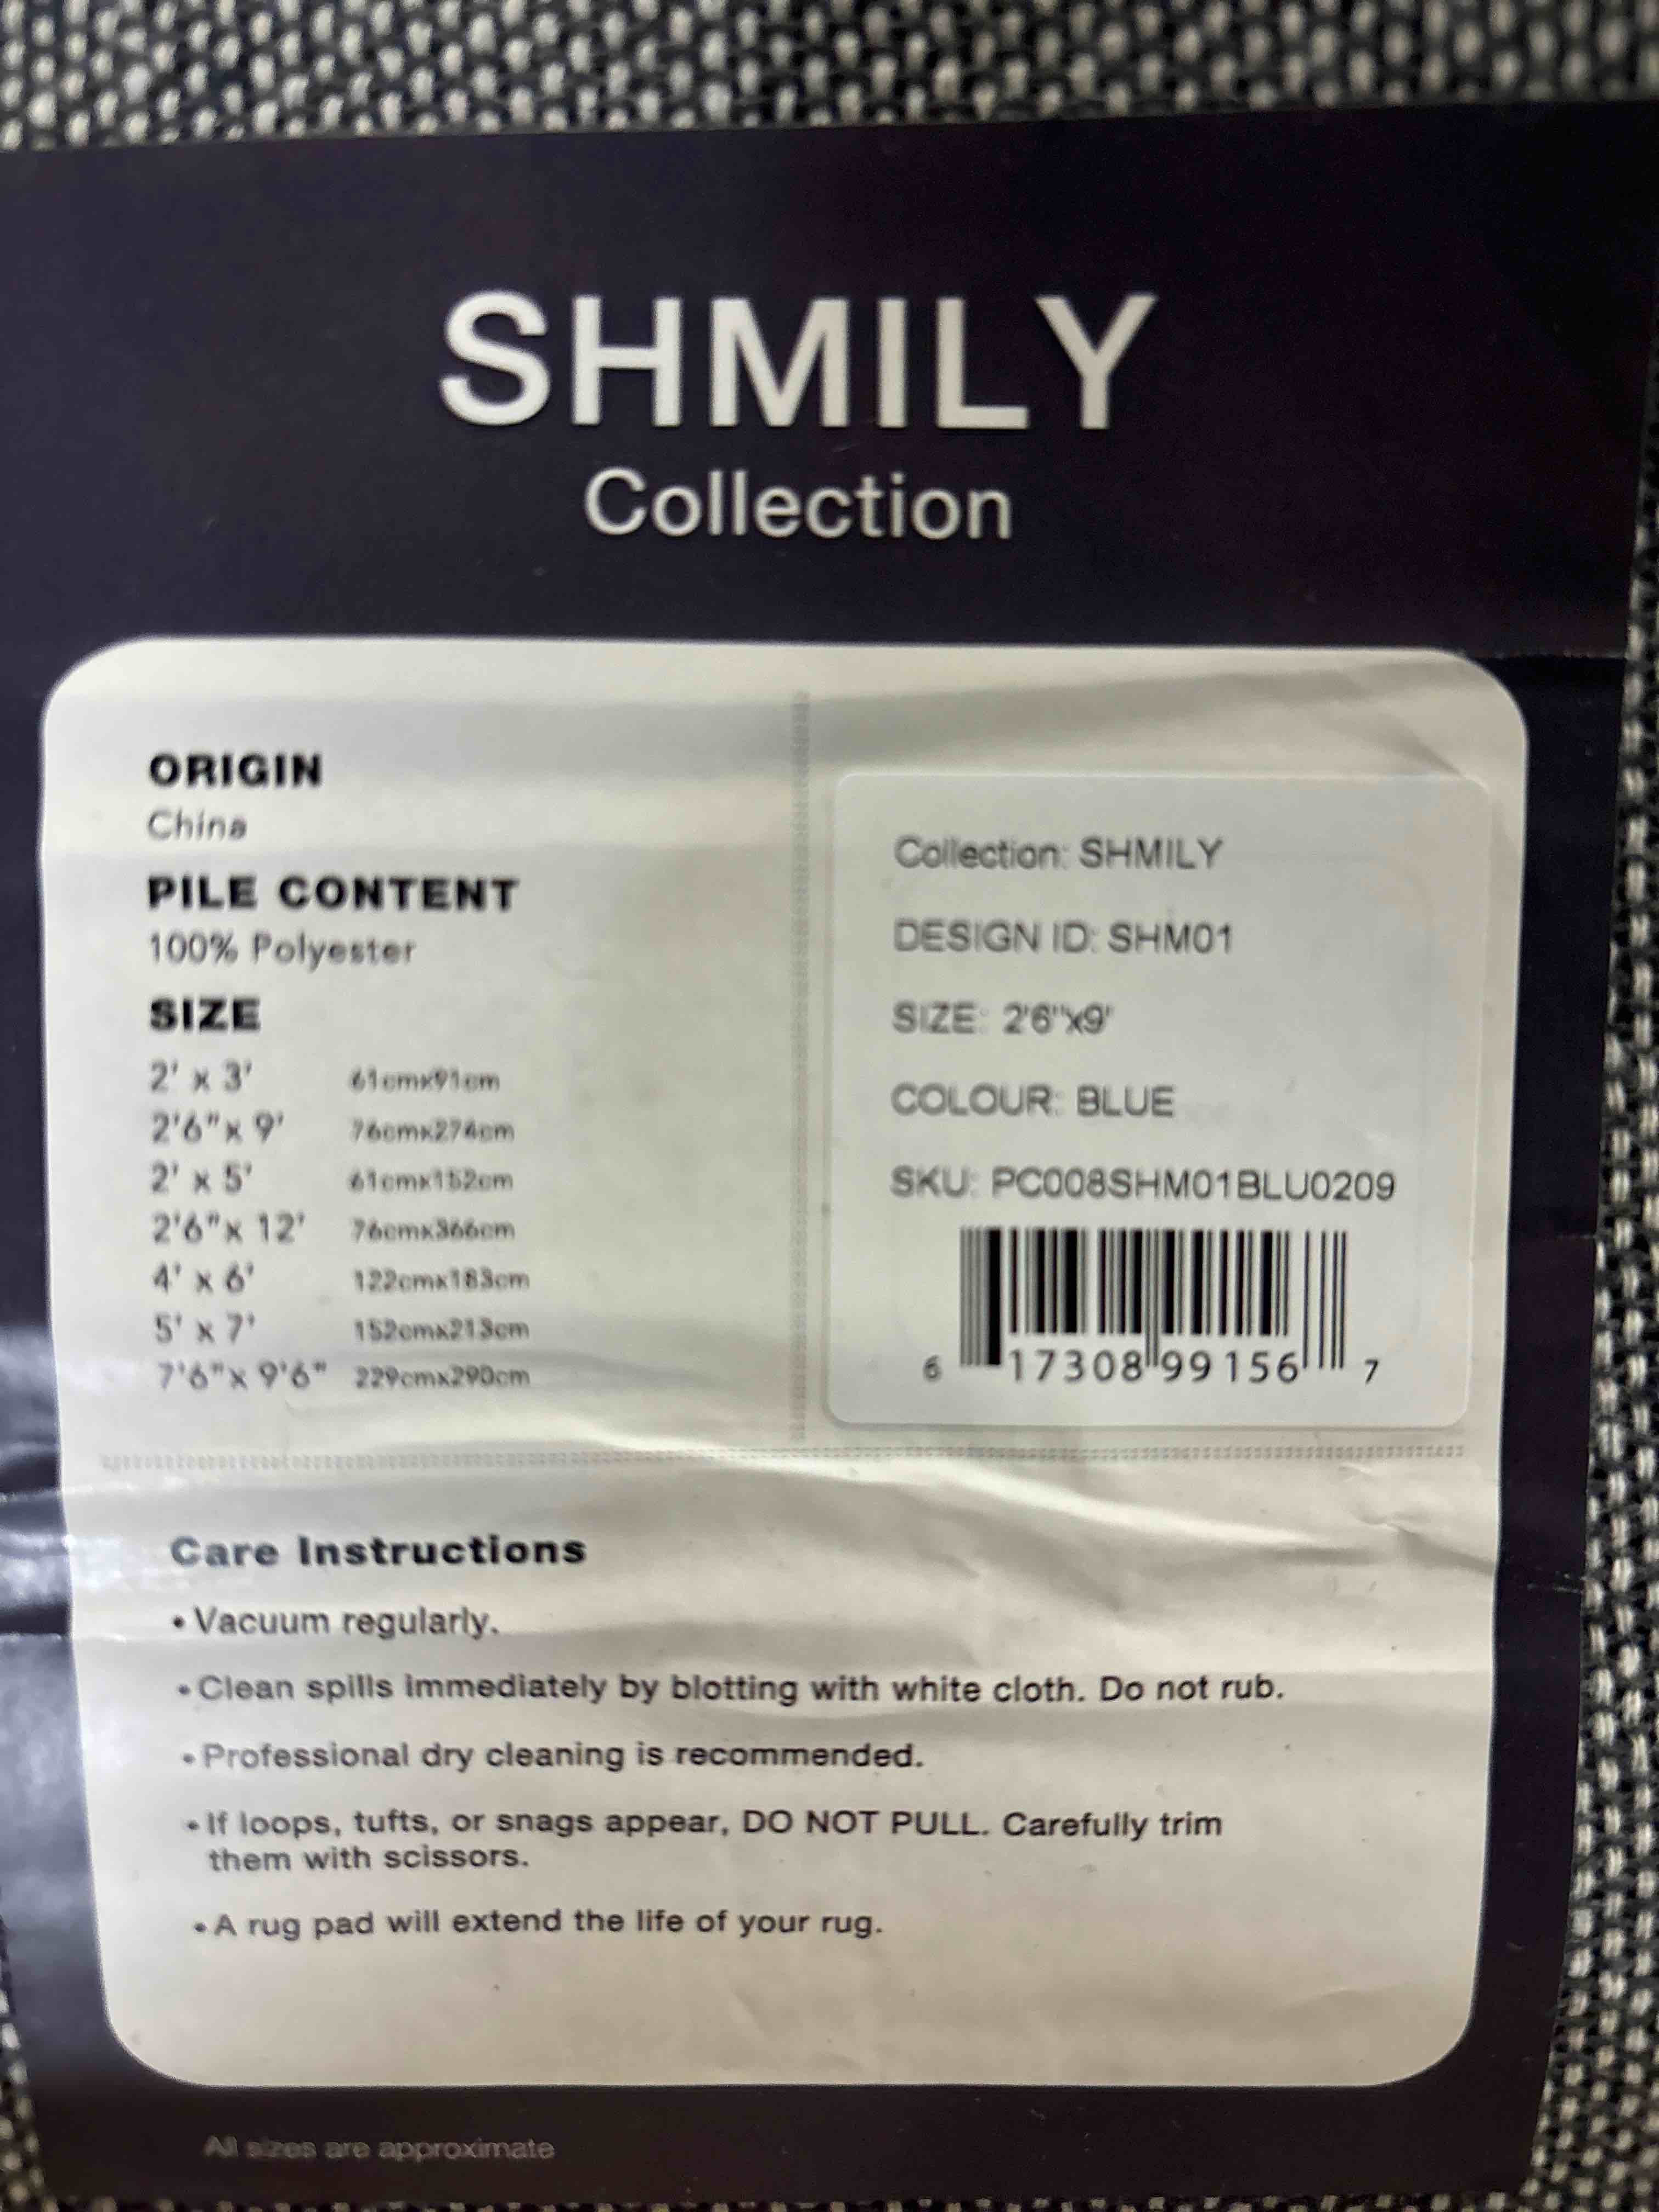 SHMILY
Collection
ORIGIN
China
PILE CONTENT
100% Polyester
SIZE
2' x 3' 61cmx91cm
2'6"x 9' 76cmx274cm
2' x 5' 61cmx152cm
2'6"x 12' 76cmx366cm
4' x 6' 122cmx183cm
5' x 7' 152cmx213cm
7'6"x 9'6" 229cmx290cm
Collection: SHMILY
DESIGN ID: SHM01
SIZE: 2'6"x9'
COLOUR: BLUE
SKU: PC008SHM01BLU0209
6 17308 99156 7
Care Instructions
• Vacuum regularly.
• Clean spills immediately by blotting with white cloth. Do not rub.
• Professional dry cleaning is recommended.
• If loops, tufts, or snags appear, DO NOT PULL. Carefully trim
them with scissors.
• A rug pad will extend the life of your rug.
All sizes are approximate